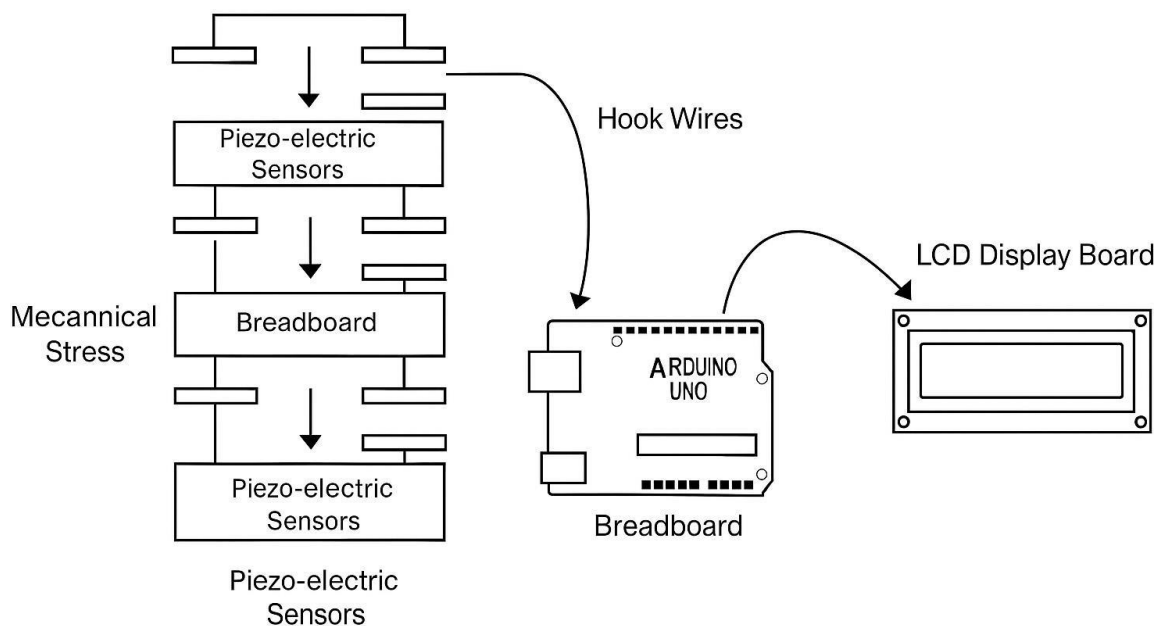 Piezo-electric
Sensors
Hook Wires
LCD Display Board
Mecannical
Stress
Breadboard
ARDUINO
UNO
Piezo-electric
Sensors
Breadboard
Piezo-electric
Sensors